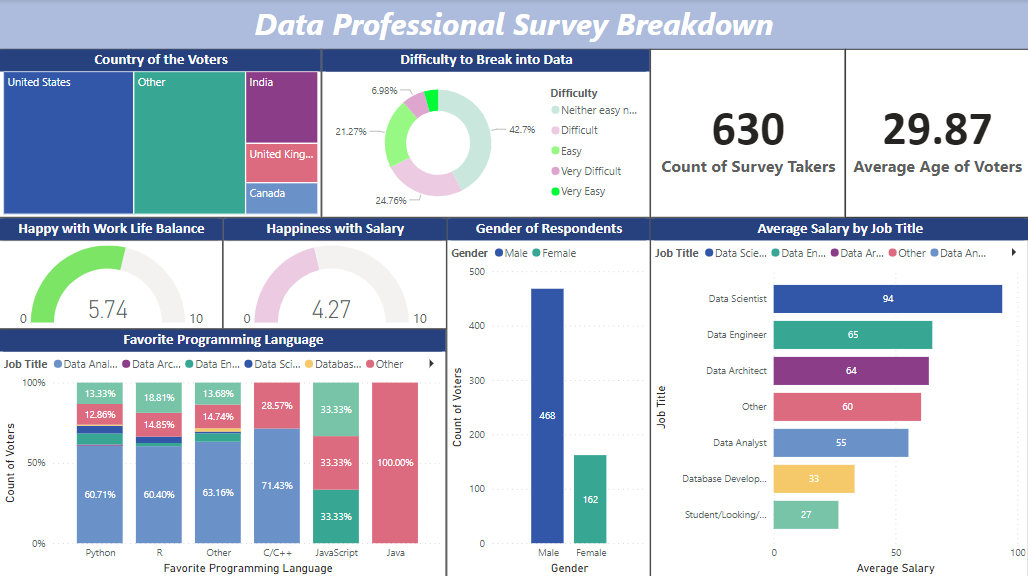 Data Professional Survey Breakdown
Country of the Voters
United States
Other
India
United King...
Canada
Difficulty to Break into Data
6.98%
21.27%
42.7%
24.76%
Difficulty
Neither easy n...
Difficult
Easy
Very Difficult
Very Easy
630
Count of Survey Takers
29.87
Average Age of Voters
Happy with Work Life Balance
5.74
0
10
Happiness with Salary
4.27
0
10
Favorite Programming Language
Job Title Data Anal... Data Arc... Data En... Data Sci... Databas... Other
Count of Voters
100%
50%
0%
13.33%
12.86%
60.71%
18.81%
14.85%
60.40%
13.68%
14.74%
63.16%
28.57%
71.43%
33.33%
33.33%
33.33%
100.00%
Python R Other C/C++ JavaScript Java
Favorite Programming Language
Gender of Respondents
Gender Male Female
Count of Voters
500
400
300
200
100
0
468
162
Male Female
Gender
Average Salary by Job Title
Job Title Data Scie... Data En... Data Ar... Other Data An...
Job Title
Data Scientist 94
Data Engineer 65
Data Architect 64
Other 60
Data Analyst 55
Database Develop... 33
Student/Looking/... 27
0 50 100
Average Salary